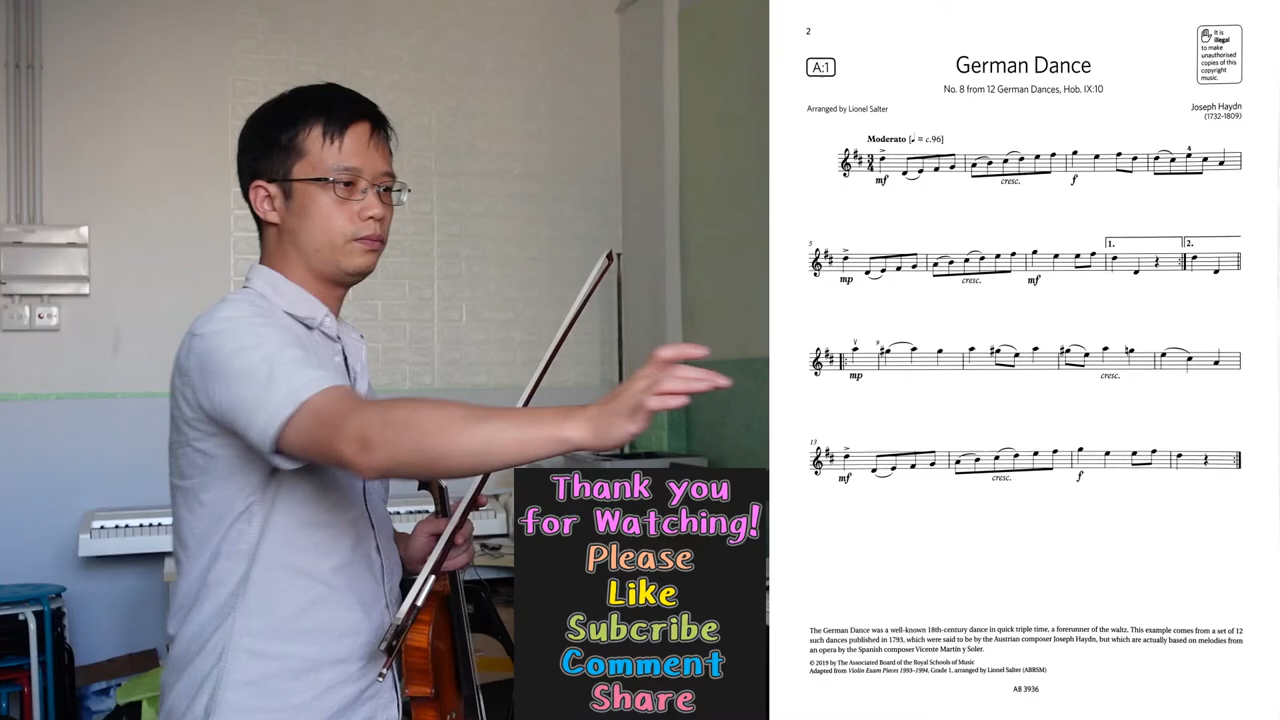 Thank you
for Watching!
Please
Like
Subcribe
Comment
Share
2
It is
illegal
to make
unauthorised
copies of this
copyright
music.
A:1
German Dance
No. 8 from 12 German Dances, Hob. IX:10
Arranged by Lionel Salter
Joseph Haydn
(1732–1809)
Moderato [♩ = c.96]
3
4
4
mf
cresc.
f
5
1.
2.
mp
cresc.
mf
9
mp
cresc.
13
mf
cresc.
f
The German Dance was a well-known 18th-century dance in quick triple time, a forerunner of the waltz. This example comes from a set of 12
such dances published in 1793, which were said to be by the Austrian composer Joseph Haydn, but which are actually based on melodies from
an opera by the Spanish composer Vicente Martín y Soler.
© 2019 by The Associated Board of the Royal Schools of Music
Adapted from Violin Exam Pieces 1993–1994, Grade 1, arranged by Lionel Salter (ABRSM)
AB 3936